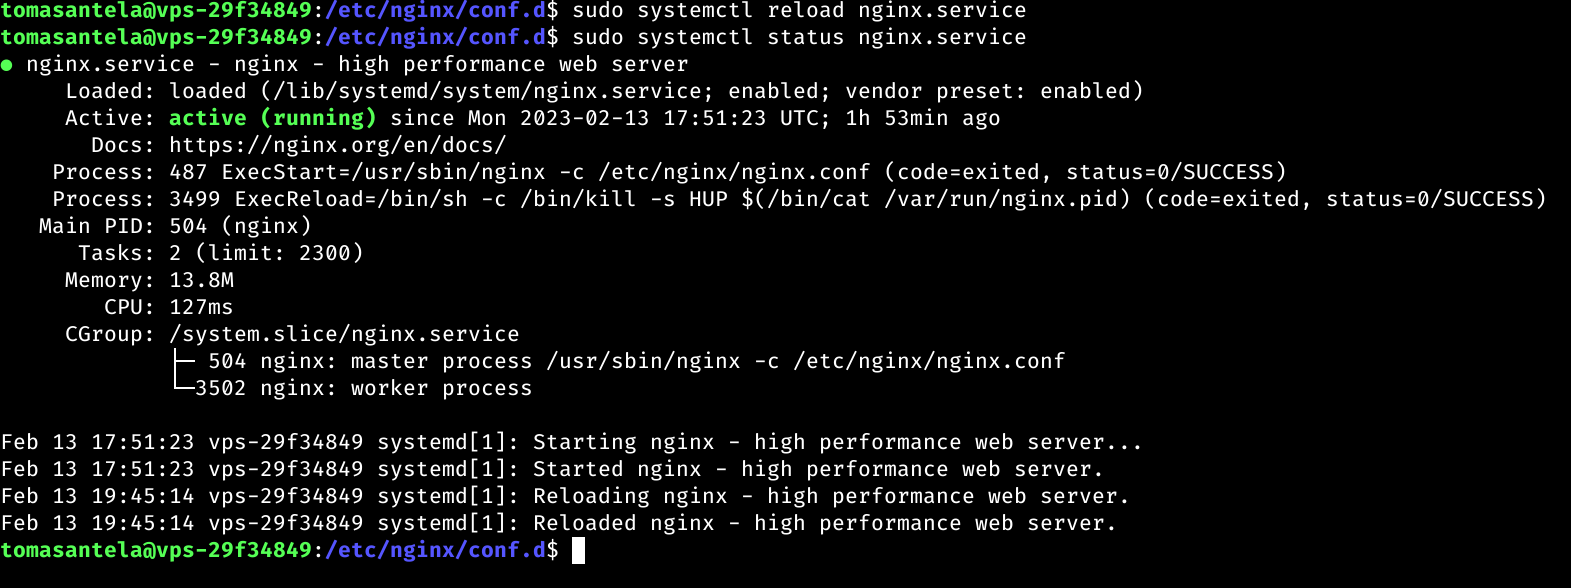 tomasantela@vps-29f34849:/etc/nginx/conf.d$ sudo systemctl reload nginx.service
tomasantela@vps-29f34849:/etc/nginx/conf.d$ sudo systemctl status nginx.service
● nginx.service - nginx - high performance web server
     Loaded: loaded (/lib/systemd/system/nginx.service; enabled; vendor preset: enabled)
     Active: active (running) since Mon 2023-02-13 17:51:23 UTC; 1h 53min ago
       Docs: https://nginx.org/en/docs/
    Process: 487 ExecStart=/usr/sbin/nginx -c /etc/nginx/nginx.conf (code=exited, status=0/SUCCESS)
    Process: 3499 ExecReload=/bin/sh -c /bin/kill -s HUP $(/bin/cat /var/run/nginx.pid) (code=exited, status=0/SUCCESS)
   Main PID: 504 (nginx)
      Tasks: 2 (limit: 2300)
     Memory: 13.8M
        CPU: 127ms
     CGroup: /system.slice/nginx.service
             ├─ 504 nginx: master process /usr/sbin/nginx -c /etc/nginx/nginx.conf
             └─3502 nginx: worker process

Feb 13 17:51:23 vps-29f34849 systemd[1]: Starting nginx - high performance web server...
Feb 13 17:51:23 vps-29f34849 systemd[1]: Started nginx - high performance web server.
Feb 13 19:45:14 vps-29f34849 systemd[1]: Reloading nginx - high performance web server.
Feb 13 19:45:14 vps-29f34849 systemd[1]: Reloaded nginx - high performance web server.
tomasantela@vps-29f34849:/etc/nginx/conf.d$